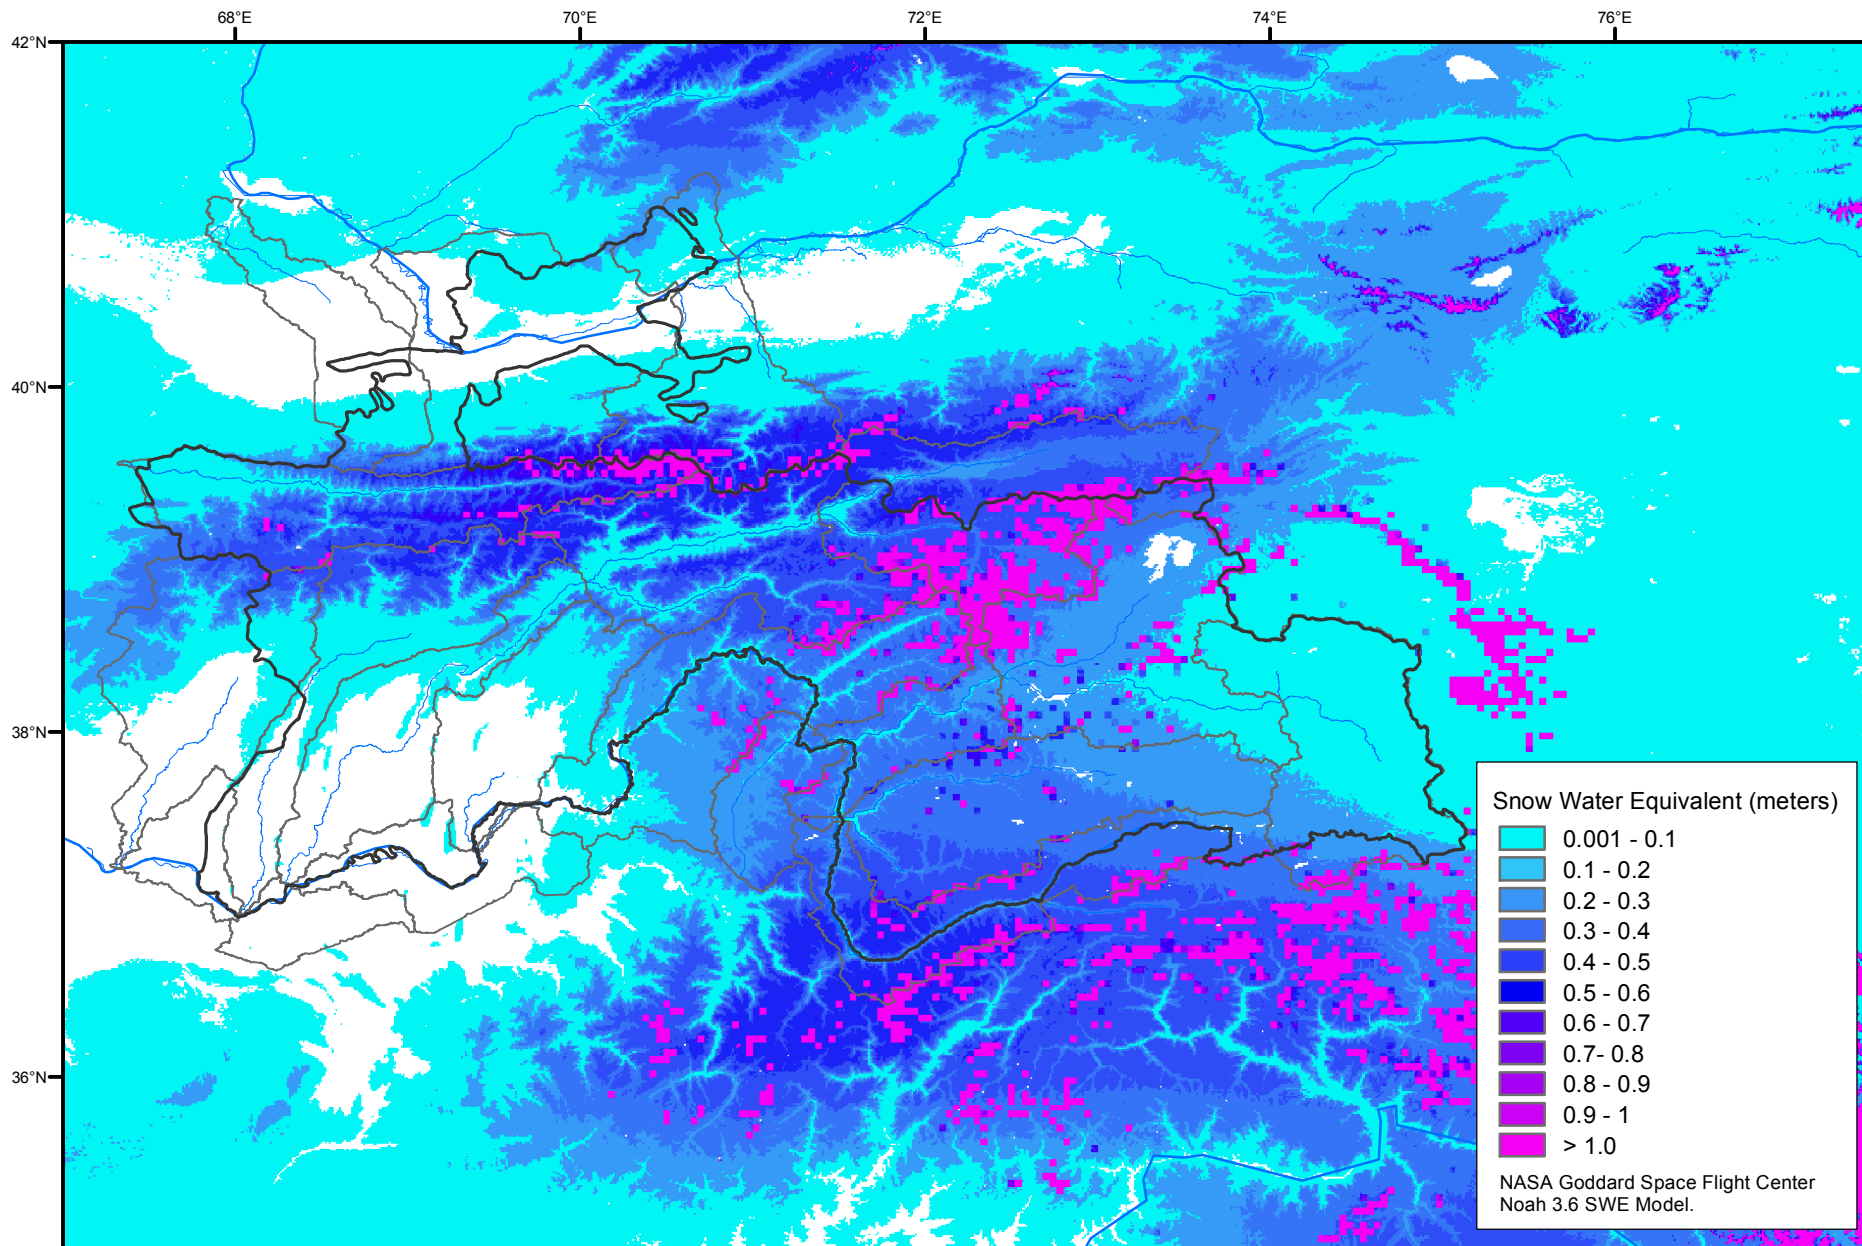 68°E 70°E 72°E 74°E 76°E
42°N
40°N
38°N
36°N
Snow Water Equivalent (meters)
0.001 - 0.1
0.1 - 0.2
0.2 - 0.3
0.3 - 0.4
0.4 - 0.5
0.5 - 0.6
0.6 - 0.7
0.7- 0.8
0.8 - 0.9
0.9 - 1
> 1.0
NASA Goddard Space Flight Center
Noah 3.6 SWE Model.